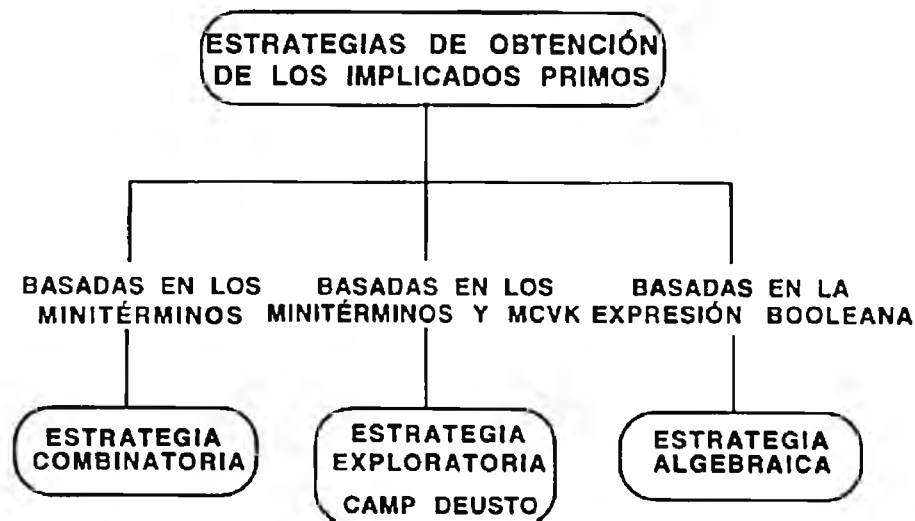 ESTRATEGIAS DE OBTENCIÓN
DE LOS IMPLICADOS PRIMOS
BASADAS EN LOS
MINITÉRMINOS
BASADAS EN LOS
MINITÉRMINOS Y MCVK
BASADAS EN LA
EXPRESIÓN BOOLEANA
ESTRATEGIA
COMBINATORIA
ESTRATEGIA
EXPLORATORIA
CAMP DEUSTO
ESTRATEGIA
ALGEBRAICA